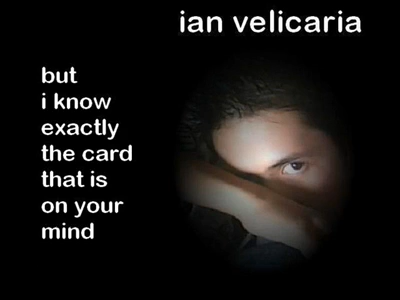 ian velicaria
but
i know
exactly
the card
that is
on your
mind